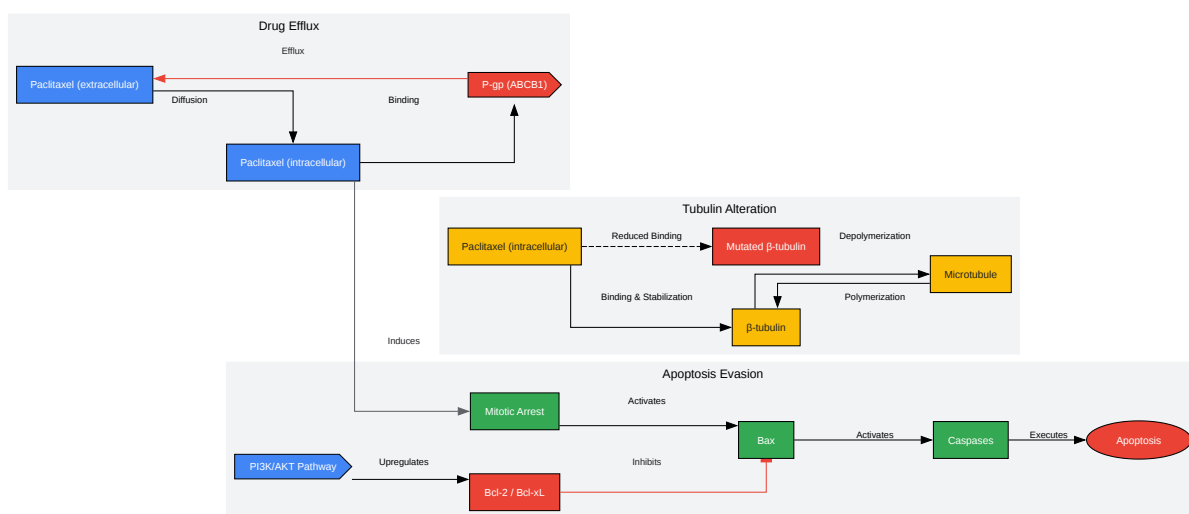 Drug Efflux
Efflux
Paclitaxel (extracellular)
P-gp (ABCB1)
Diffusion
Binding
Paclitaxel (intracellular)
Tubulin Alteration
Paclitaxel (intracellular)
Reduced Binding
Mutated β-tubulin
Depolymerization
Microtubule
Binding & Stabilization
Polymerization
β-tubulin
Induces
Apoptosis Evasion
Mitotic Arrest
Activates
Bax
Activates
Caspases
Executes
Apoptosis
PI3K/AKT Pathway
Upregulates
Inhibits
Bcl-2 / Bcl-xL